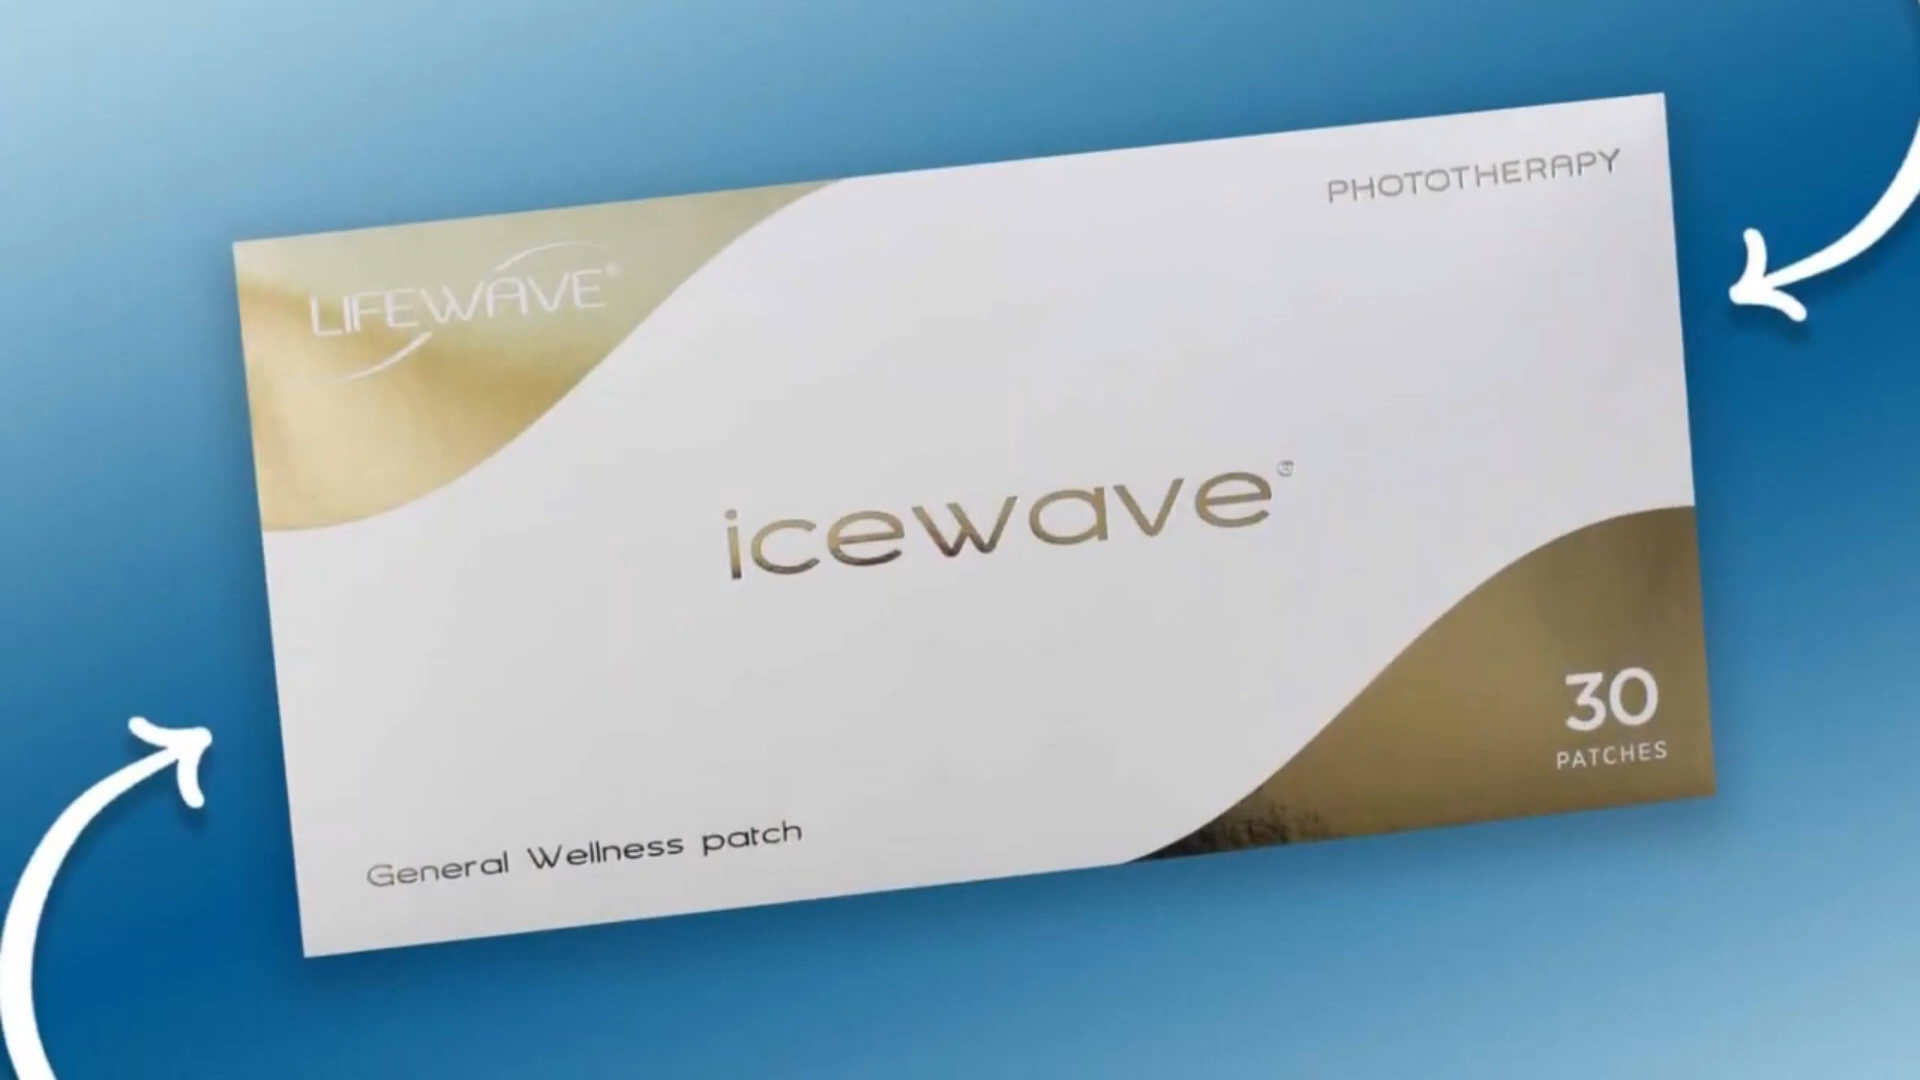 PHOTOTHERAPY
LIFEWAVE®
icewave®
30
PATCHES
General Wellness patch